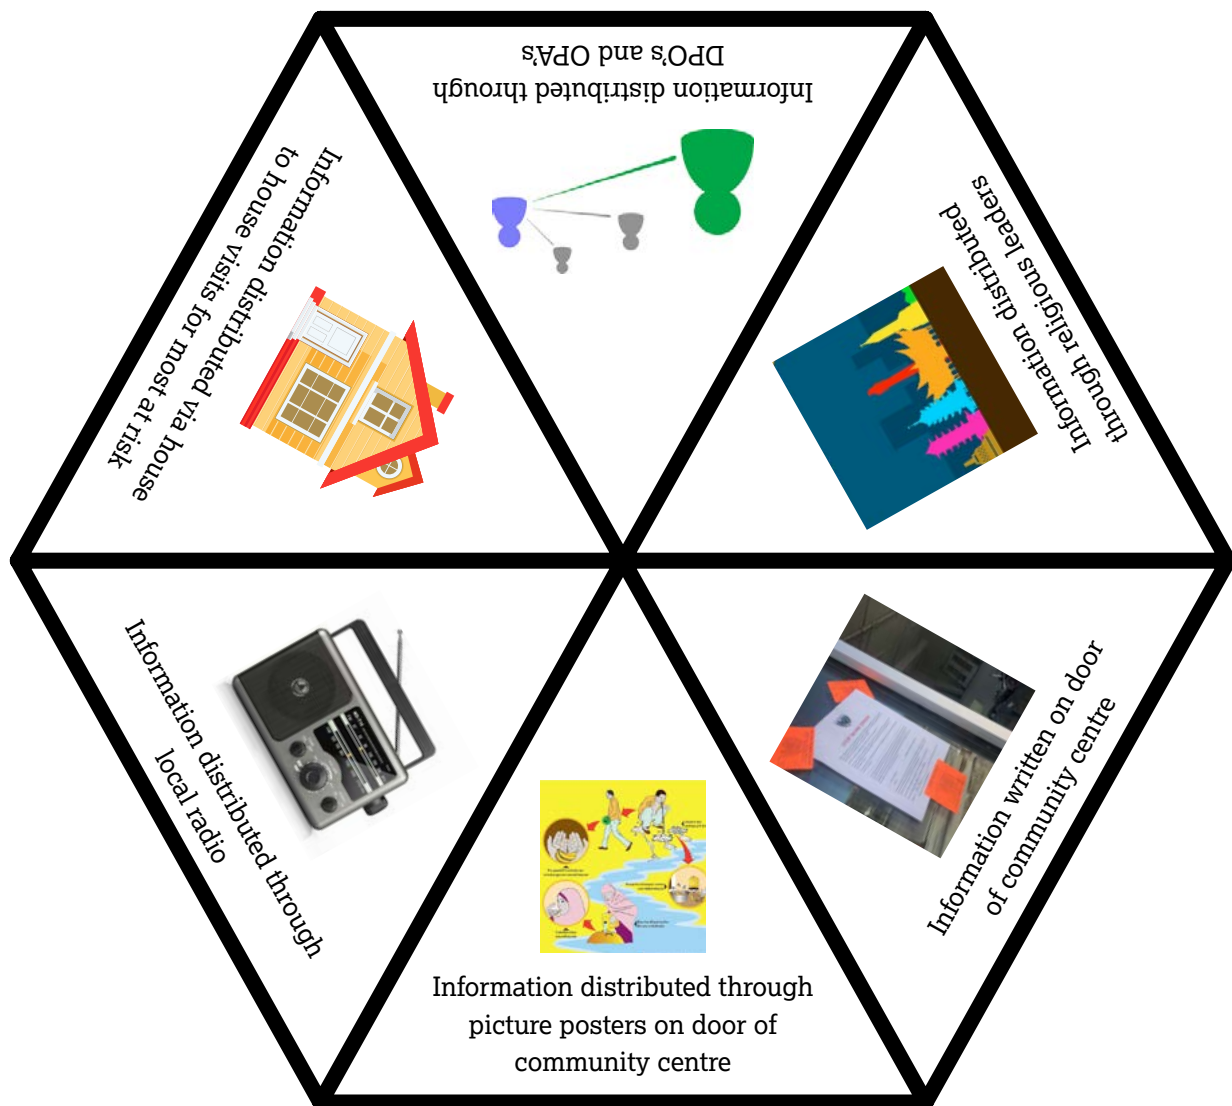 Information distributed through
DPO's and OPA's
Information distributed
through religious leaders
Information written on door
of community centre
Information distributed through
picture posters on door of
community centre
Information distributed through
local radio
Information distributed via house
to house visits for most at risk